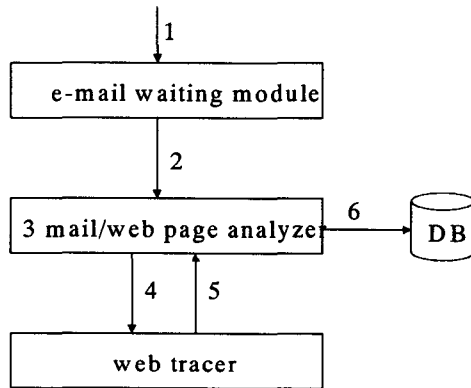 1
e-mail waiting module
2
3 mail/web page analyzer
6
DB
4
5
web tracer